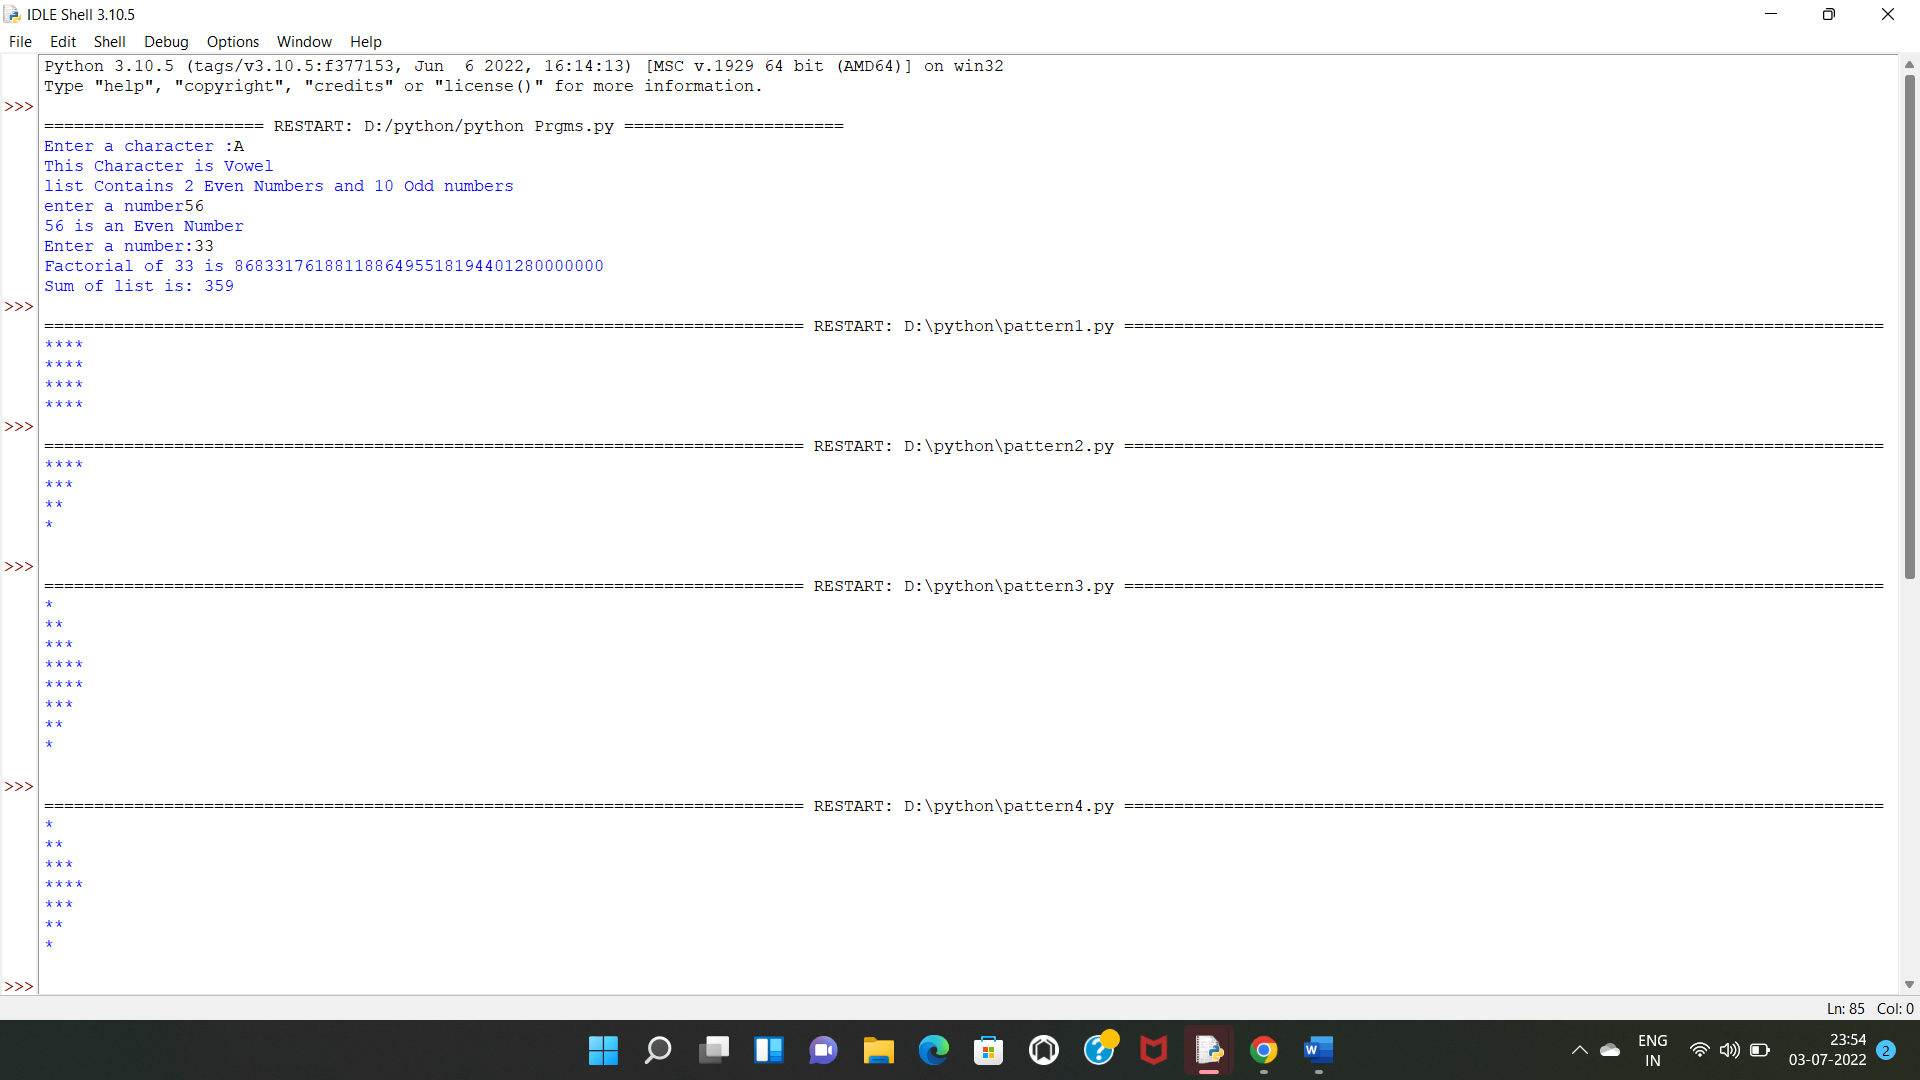 IDLE Shell 3.10.5
File Edit Shell Debug Options Window Help
Python 3.10.5 (tags/v3.10.5:f377153, Jun  6 2022, 16:14:13) [MSC v.1929 64 bit (AMD64)] on win32
Type "help", "copyright", "credits" or "license()" for more information.
>>>
====================== RESTART: D:/python/python Prgms.py ======================
Enter a character :A
This Character is Vowel
list Contains 2 Even Numbers and 10 Odd numbers
enter a number56
56 is an Even Number
Enter a number:33
Factorial of 33 is 8683317618811886495518194401280000000
Sum of list is: 359
>>>
============================================================================ RESTART: D:\python\pattern1.py ============================================================================
****
****
****
****
>>>
============================================================================ RESTART: D:\python\pattern2.py ============================================================================
****
***
**
*
>>>
============================================================================ RESTART: D:\python\pattern3.py ============================================================================
*
**
***
****
****
***
**
*
>>>
============================================================================ RESTART: D:\python\pattern4.py ============================================================================
*
**
***
****
***
**
*
>>>
Ln: 85 Col: 0
ENG
IN
23:54
03-07-2022
2